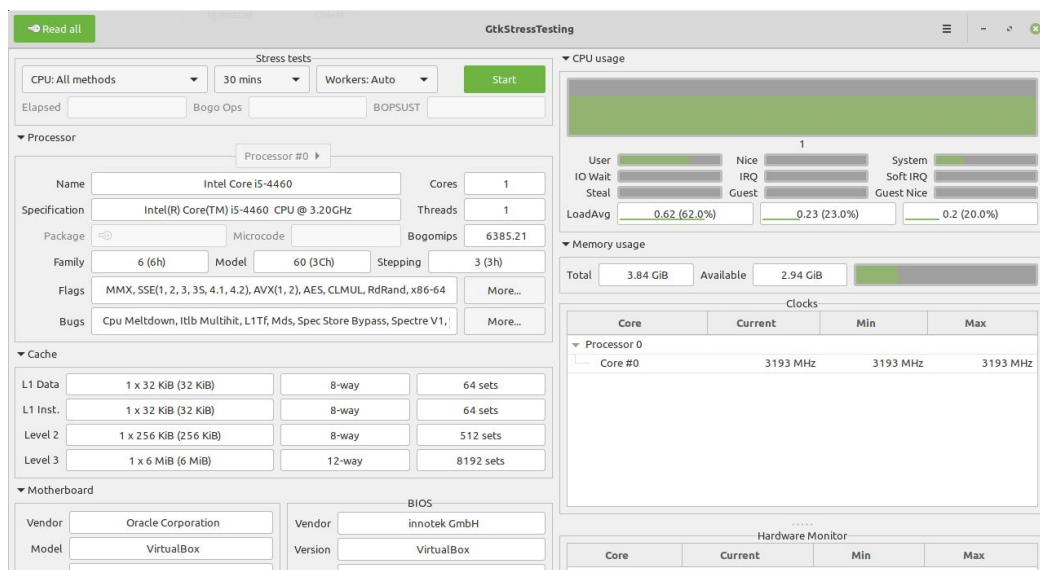 Read all
GtkStressTesting
Stress tests
CPU: All methods
30 mins
Workers: Auto
Start
Elapsed
Bogo Ops
BOPSUST
Processor
Processor #0
Name
Intel Core i5-4460
Cores
1
Specification
Intel(R) Core(TM) i5-4460 CPU @ 3.20GHz
Threads
1
Package
Microcode
Bogomips
6385.21
Family
6 (6h)
Model
60 (3Ch)
Stepping
3 (3h)
Flags
MMX, SSE(1, 2, 3, 3S, 4.1, 4.2), AVX(1, 2), AES, CLMUL, RdRand, x86-64
More...
Bugs
Cpu Meltdown, Itlb Multihit, L1Tf, Mds, Spec Store Bypass, Spectre V1,
More...
Cache
L1 Data
1 x 32 KiB (32 KiB)
8-way
64 sets
L1 Inst.
1 x 32 KiB (32 KiB)
8-way
64 sets
Level 2
1 x 256 KiB (256 KiB)
8-way
512 sets
Level 3
1 x 6 MiB (6 MiB)
12-way
8192 sets
Motherboard
Vendor
Oracle Corporation
Model
VirtualBox
BIOS
Vendor
innotek GmbH
Version
VirtualBox
CPU usage
1
User
Nice
System
IO Wait
IRQ
Soft IRQ
Steal
Guest
Guest Nice
LoadAvg
0.62 (62.0%)
0.23 (23.0%)
0.2 (20.0%)
Memory usage
Total
3.84 GiB
Available
2.94 GiB
Clocks
Core
Current
Min
Max
Processor 0
Core #0
3193 MHz
3193 MHz
3193 MHz
Hardware Monitor
Core
Current
Min
Max